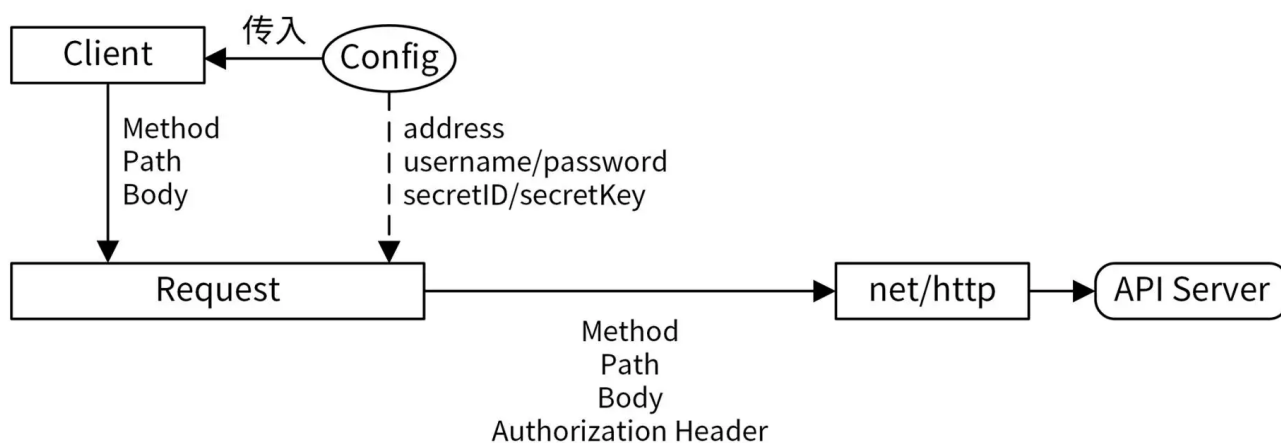 传入
Client
Config
Method
Path
Body
address
username/password
secretID/secretKey
Request
net/http
API Server
Method
Path
Body
Authorization Header